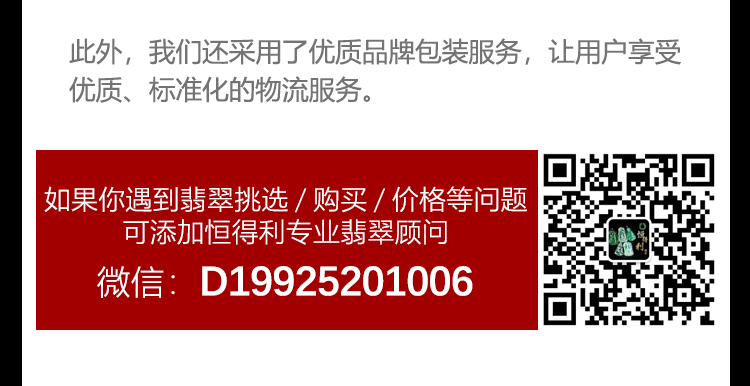 此外，我们还采用了优质品牌包装服务，让用户享受
优质、标准化的物流服务。
如果你遇到翡翠挑选 / 购买 / 价格等问题
可添加恒得利专业翡翠顾问
微信：D19925201006
得利